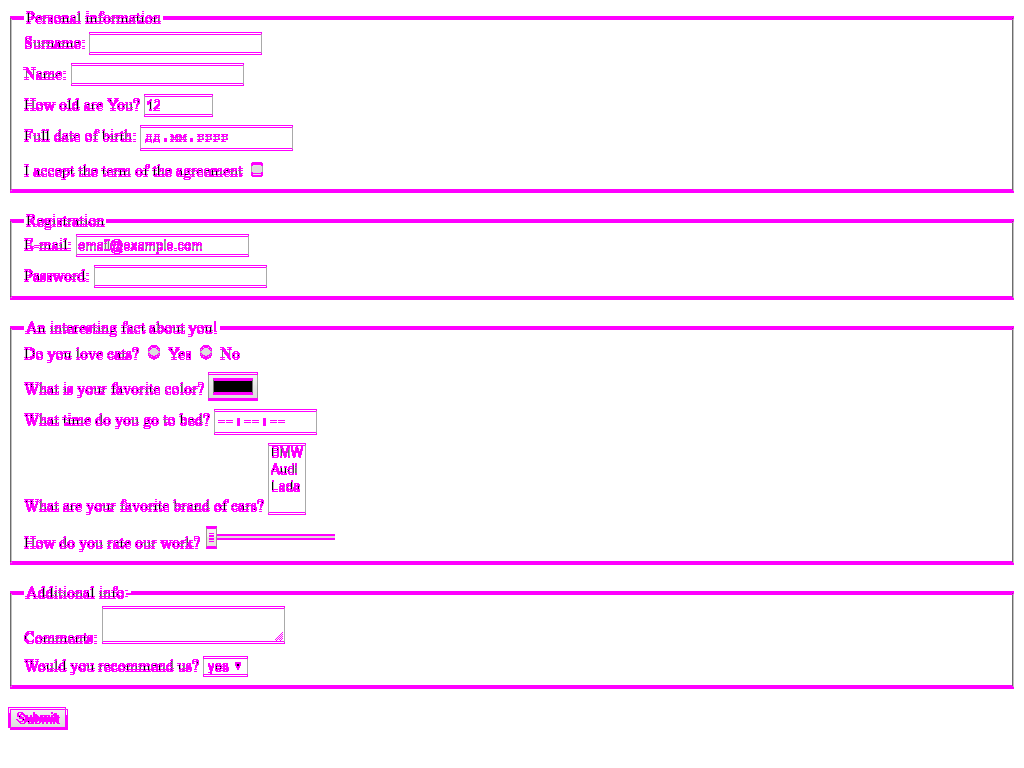 Personal information
Surname:
Name:
How old are You? 12
Full date of birth: дд.мм.гггг
I accept the term of the agreement
Registration
E-mail: email@example.com
Password:
An interesting fact about you!
Do you love cats? Yes No
What is your favorite color?
What time do you go to bed? --:--:--
BMW
Audi
Lada
What are your favorite brand of cars?
How do you rate our work?
Additional info:
Comments:
Would you recommend us? yes
Submit